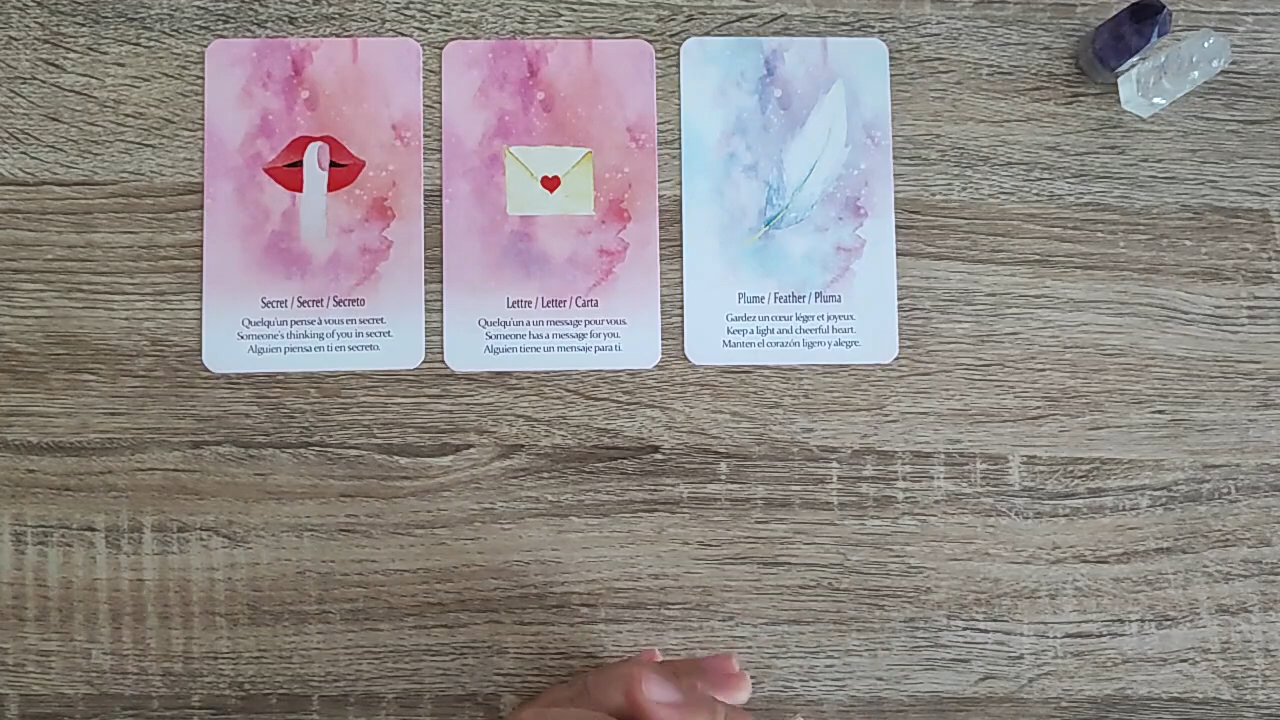 Secret / Secret / Secreto
Quelqu'un pense à vous en secret.
Someone's thinking of you in secret.
Alguien piensa en ti en secreto.
Lettre / Letter / Carta
Quelqu'un a un message pour vous.
Someone has a message for you.
Alguien tiene un mensaje para ti.
Plume / Feather / Pluma
Gardez un cœur léger et joyeux.
Keep a light and cheerful heart.
Manten el corazón ligero y alegre.